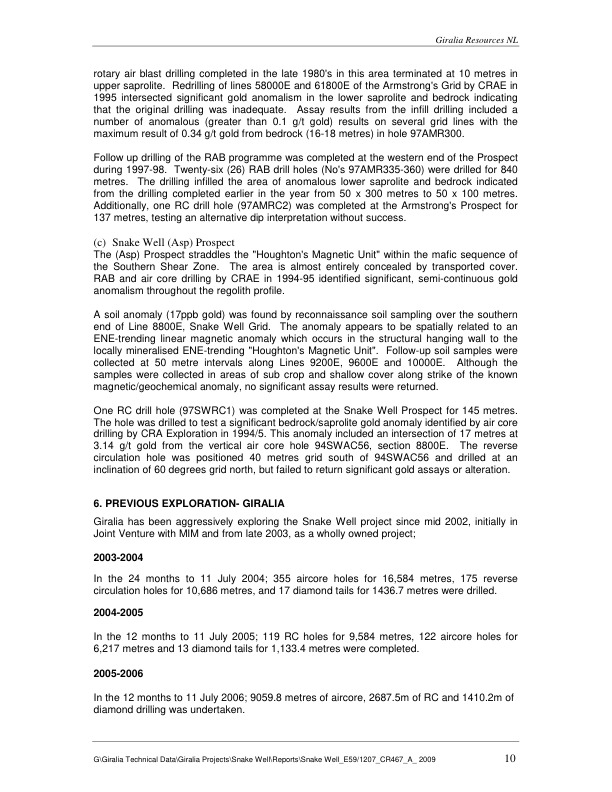 Giralia Resources NL
rotary air blast drilling completed in the late 1980's in this area terminated at 10 metres in
upper saprolite. Redrilling of lines 58000E and 61800E of the Armstrong's Grid by CRAE in
1995 intersected significant gold anomalism in the lower saprolite and bedrock indicating
that the original drilling was inadequate. Assay results from the infill drilling included a
number of anomalous (greater than 0.1 g/t gold) results on several grid lines with the
maximum result of 0.34 g/t gold from bedrock (16-18 metres) in hole 97AMR300.
Follow up drilling of the RAB programme was completed at the western end of the Prospect
during 1997-98. Twenty-six (26) RAB drill holes (No's 97AMR335-360) were drilled for 840
metres. The drilling infilled the area of anomalous lower saprolite and bedrock indicated
from the drilling completed earlier in the year from 50 x 300 metres to 50 x 100 metres.
Additionally, one RC drill hole (97AMRC2) was completed at the Armstrong's Prospect for
137 metres, testing an alternative dip interpretation without success.
(c) Snake Well (Asp) Prospect
The (Asp) Prospect straddles the "Houghton's Magnetic Unit" within the mafic sequence of
the Southern Shear Zone. The area is almost entirely concealed by transported cover.
RAB and air core drilling by CRAE in 1994-95 identified significant, semi-continuous gold
anomalism throughout the regolith profile.
A soil anomaly (17ppb gold) was found by reconnaissance soil sampling over the southern
end of Line 8800E, Snake Well Grid. The anomaly appears to be spatially related to an
ENE-trending linear magnetic anomaly which occurs in the structural hanging wall to the
locally mineralised ENE-trending "Houghton's Magnetic Unit". Follow-up soil samples were
collected at 50 metre intervals along Lines 9200E, 9600E and 10000E. Although the
samples were collected in areas of sub crop and shallow cover along strike of the known
magnetic/geochemical anomaly, no significant assay results were returned.
One RC drill hole (97SWRC1) was completed at the Snake Well Prospect for 145 metres.
The hole was drilled to test a significant bedrock/saprolite gold anomaly identified by air core
drilling by CRA Exploration in 1994/5. This anomaly included an intersection of 17 metres at
3.14 g/t gold from the vertical air core hole 94SWAC56, section 8800E. The reverse
circulation hole was positioned 40 metres grid south of 94SWAC56 and drilled at an
inclination of 60 degrees grid north, but failed to return significant gold assays or alteration.
6. PREVIOUS EXPLORATION- GIRALIA
Giralia has been aggressively exploring the Snake Well project since mid 2002, initially in
Joint Venture with MIM and from late 2003, as a wholly owned project;
2003-2004
In the 24 months to 11 July 2004; 355 aircore holes for 16,584 metres, 175 reverse
circulation holes for 10,686 metres, and 17 diamond tails for 1436.7 metres were drilled.
2004-2005
In the 12 months to 11 July 2005; 119 RC holes for 9,584 metres, 122 aircore holes for
6,217 metres and 13 diamond tails for 1,133.4 metres were completed.
2005-2006
In the 12 months to 11 July 2006; 9059.8 metres of aircore, 2687.5m of RC and 1410.2m of
diamond drilling was undertaken.
G\Giralia Technical Data\Giralia Projects\Snake Well\Reports\Snake Well_E59/1207_CR467_A_ 2009 10